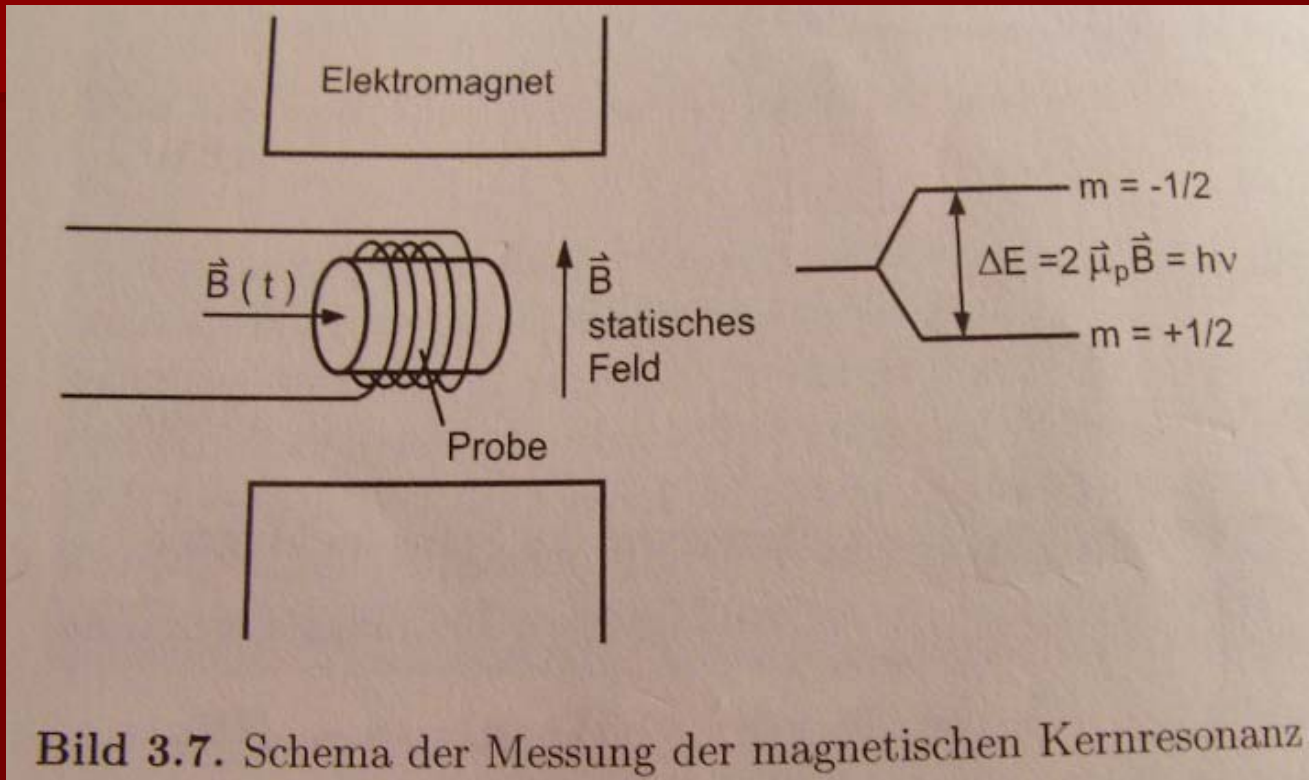 Elektromagnet
B⃗ (t)
B⃗
statisches
Feld
Probe
m = -1/2
ΔE =2 μ⃗ₚB⃗ = hν
m = +1/2
Bild 3.7. Schema der Messung der magnetischen Kernresonanz